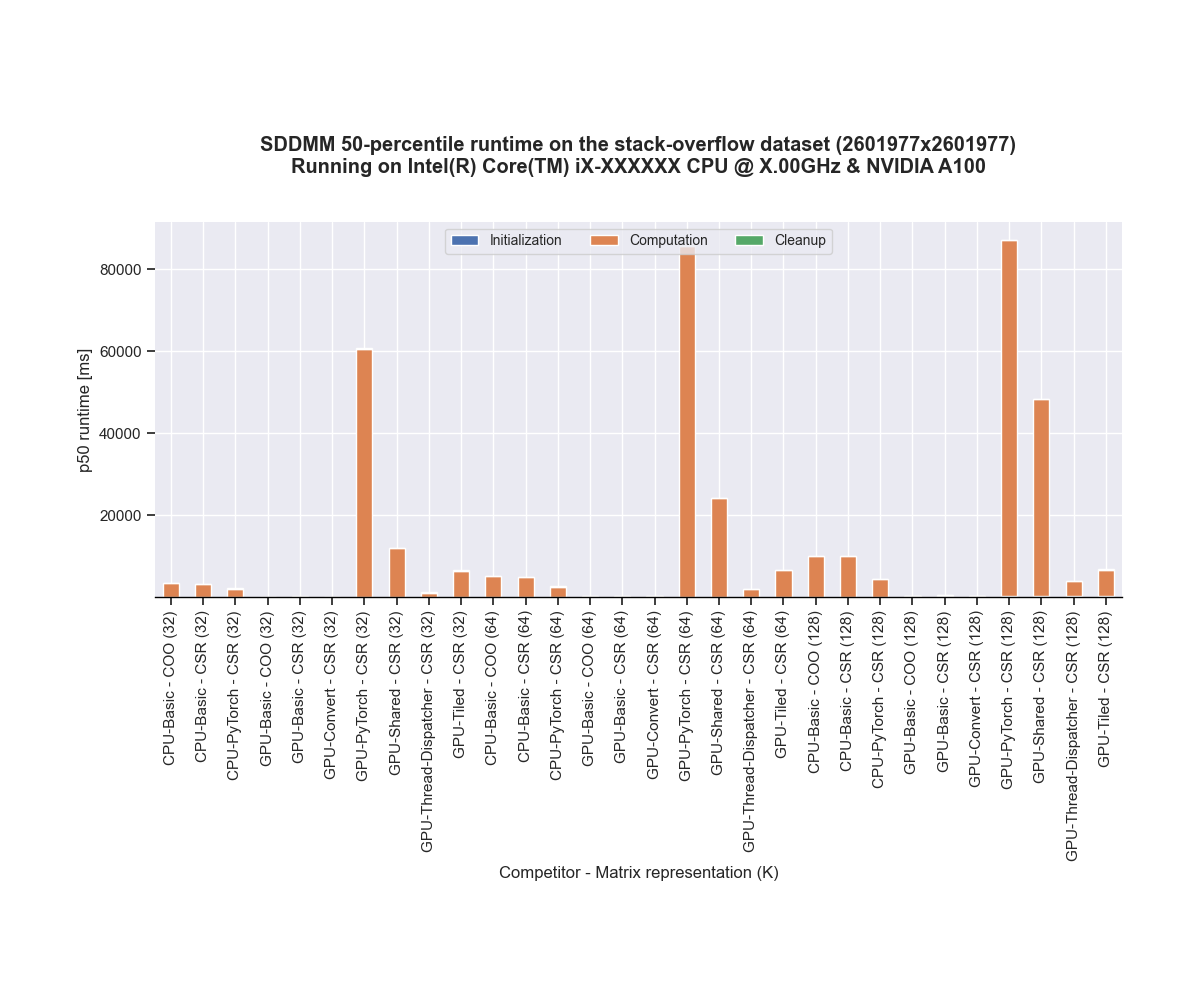 SDDMM 50-percentile runtime on the stack-overflow dataset (2601977x2601977)
Running on Intel(R) Core(TM) iX-XXXXXX CPU @ X.00GHz & NVIDIA A100
Initialization
Computation
Cleanup
80000
60000
40000
20000
p50 runtime [ms]
CPU-Basic - COO (32)
CPU-Basic - CSR (32)
CPU-PyTorch - CSR (32)
GPU-Basic - COO (32)
GPU-Basic - CSR (32)
GPU-Convert - CSR (32)
GPU-PyTorch - CSR (32)
GPU-Shared - CSR (32)
GPU-Thread-Dispatcher - CSR (32)
GPU-Tiled - CSR (32)
CPU-Basic - COO (64)
CPU-Basic - CSR (64)
CPU-PyTorch - CSR (64)
GPU-Basic - COO (64)
GPU-Basic - CSR (64)
GPU-Convert - CSR (64)
GPU-PyTorch - CSR (64)
GPU-Shared - CSR (64)
GPU-Thread-Dispatcher - CSR (64)
GPU-Tiled - CSR (64)
CPU-Basic - COO (128)
CPU-Basic - CSR (128)
CPU-PyTorch - CSR (128)
GPU-Basic - COO (128)
GPU-Basic - CSR (128)
GPU-Convert - CSR (128)
GPU-PyTorch - CSR (128)
GPU-Shared - CSR (128)
GPU-Thread-Dispatcher - CSR (128)
GPU-Tiled - CSR (128)
Competitor - Matrix representation (K)